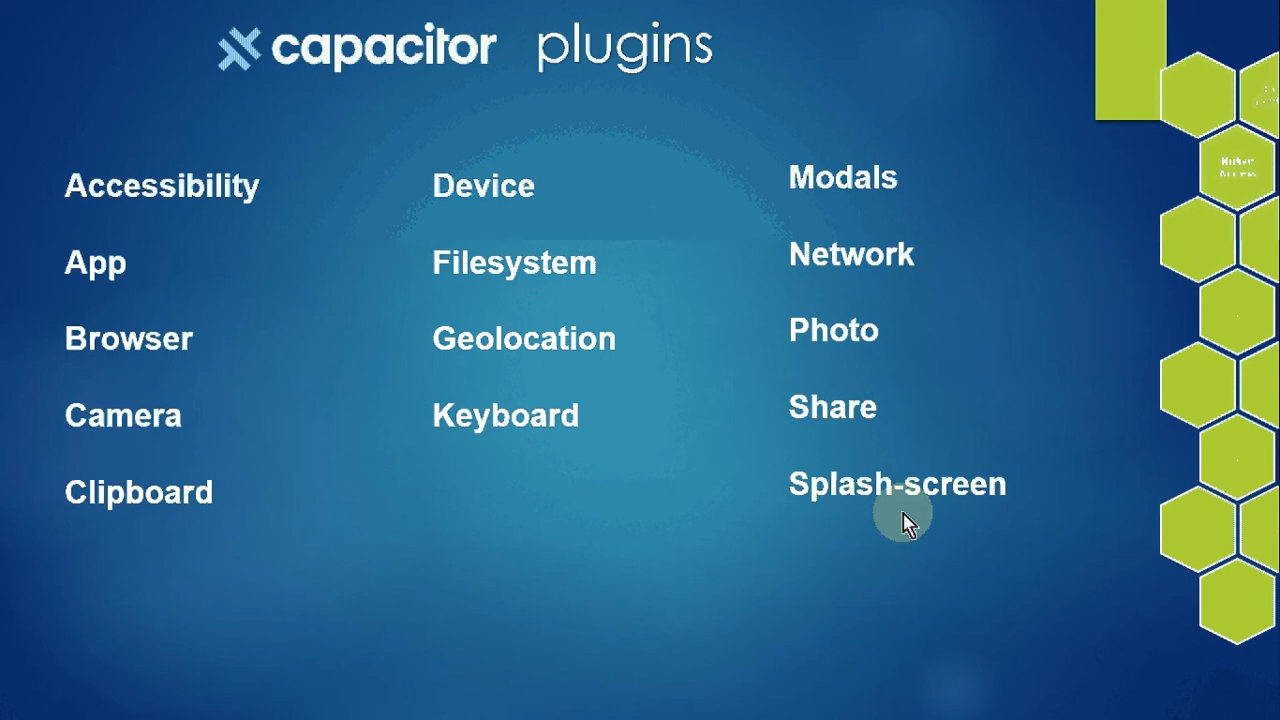 capacitor plugins
Accessibility
App
Browser
Camera
Clipboard
Device
Filesystem
Geolocation
Keyboard
Modals
Network
Photo
Share
Splash-screen